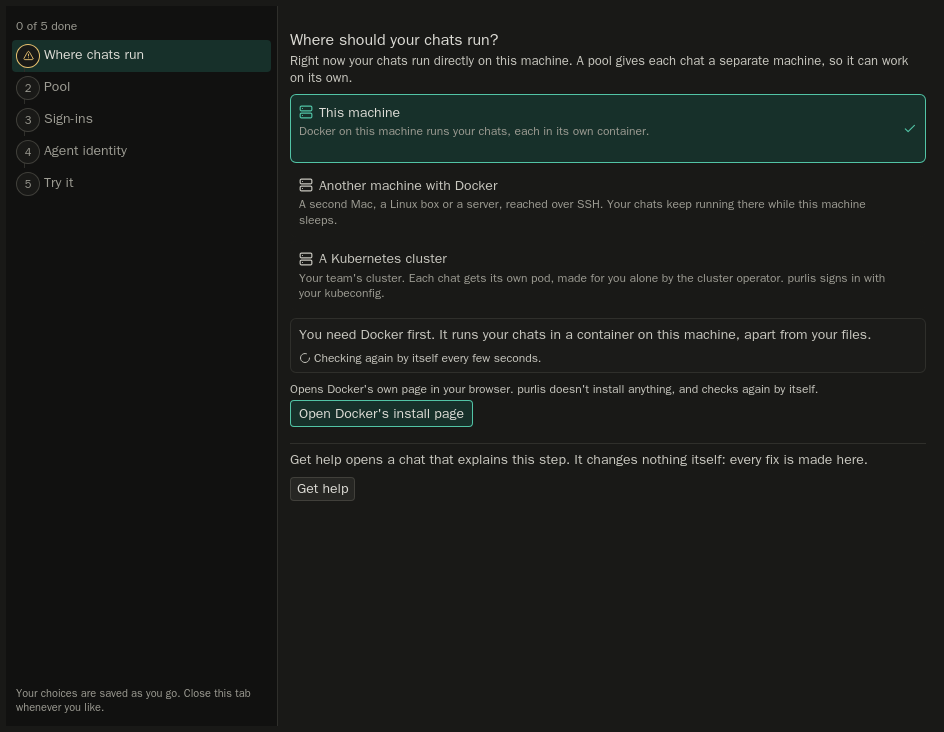 0 of 5 done
Where chats run
2 Pool
3 Sign-ins
4 Agent identity
5 Try it
Your choices are saved as you go. Close this tab
whenever you like.
Where should your chats run?
Right now your chats run directly on this machine. A pool gives each chat a separate machine, so it can work
on its own.
This machine
Docker on this machine runs your chats, each in its own container.
Another machine with Docker
A second Mac, a Linux box or a server, reached over SSH. Your chats keep running there while this machine
sleeps.
A Kubernetes cluster
Your team's cluster. Each chat gets its own pod, made for you alone by the cluster operator. purlis signs in with
your kubeconfig.
You need Docker first. It runs your chats in a container on this machine, apart from your files.
Checking again by itself every few seconds.
Opens Docker's own page in your browser. purlis doesn't install anything, and checks again by itself.
Open Docker's install page
Get help opens a chat that explains this step. It changes nothing itself: every fix is made here.
Get help